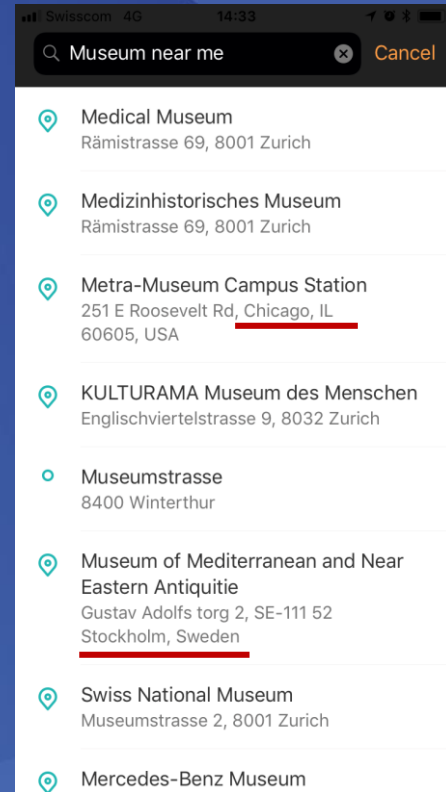 Swisscom 4G 14:33
Museum near me Cancel
Medical Museum
Rämistrasse 69, 8001 Zurich
Medizinhistorisches Museum
Rämistrasse 69, 8001 Zurich
Metra-Museum Campus Station
251 E Roosevelt Rd, Chicago, IL
60605, USA
KULTURAMA Museum des Menschen
Englischviertelstrasse 9, 8032 Zurich
Museumstrasse
8400 Winterthur
Museum of Mediterranean and Near
Eastern Antiquitie
Gustav Adolfs torg 2, SE-111 52
Stockholm, Sweden
Swiss National Museum
Museumstrasse 2, 8001 Zurich
Mercedes-Benz Museum